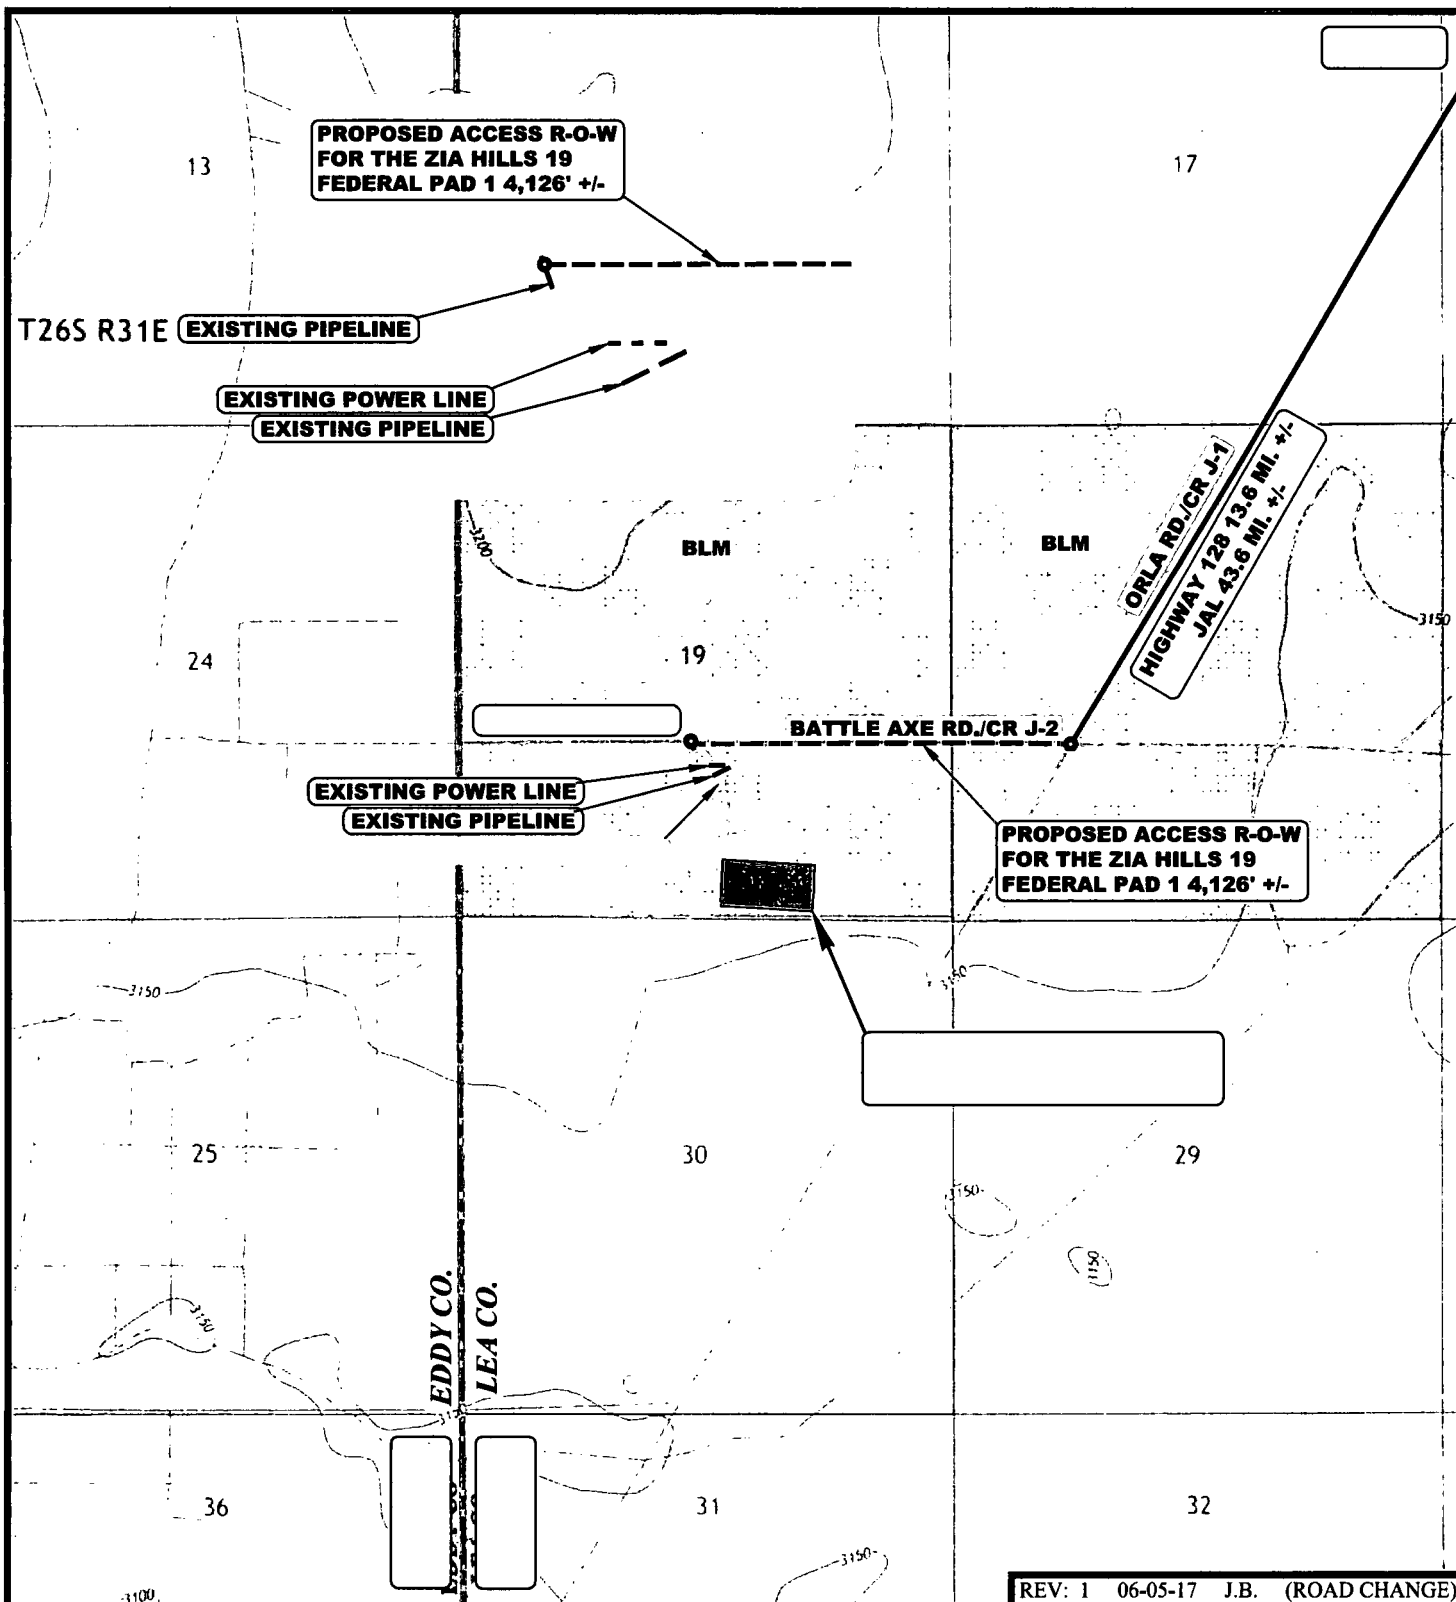 PROPOSED ACCESS R-O-W
FOR THE ZIA HILLS 19
FEDERAL PAD 1 4,126' +/-
13
17
T26S R31E
EXISTING PIPELINE
EXISTING POWER LINE
EXISTING PIPELINE
ORLA RD./CR J-1
HIGHWAY 128 13.6 MI. +/-
JAL 43.6 MI. +/-
3200
BLM
BLM
3150
24
19
BATTLE AXE RD./CR J-2
EXISTING POWER LINE
EXISTING PIPELINE
PROPOSED ACCESS R-O-W
FOR THE ZIA HILLS 19
FEDERAL PAD 1 4,126' +/-
3150
3150
25
30
29
3150
3150
3150
EDDY CO.
LEA CO.
36
31
32
3150
3100
REV: 1 06-05-17 J.B. (ROAD CHANGE)